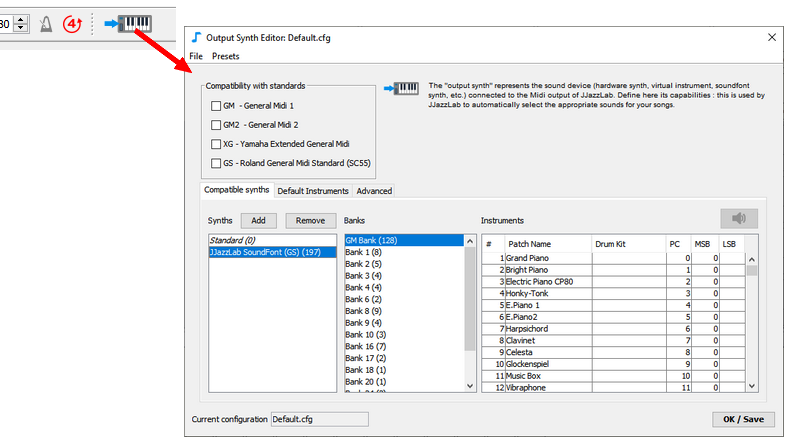 80
4
Output Synth Editor: Default.cfg
File Presets
Compatibility with standards
GM - General Midi 1
GM2 - General Midi 2
XG - Yamaha Extended General Midi
GS - Roland General Midi Standard (SC55)
The "output synth" represents the sound device (hardware synth, virtual instrument, soundfont
synth, etc.) connected to the Midi output of JJazzLab. Define here its capabilities : this is used by
JJazzLab to automatically select the appropriate sounds for your songs.
Compatible synths Default Instruments Advanced
Synths Add Remove
Standard (0)
JJazzLab SoundFont (GS) (197)
Banks
GM Bank (128)
Bank 1 (8)
Bank 2 (5)
Bank 3 (4)
Bank 4 (4)
Bank 6 (2)
Bank 8 (9)
Bank 9 (4)
Bank 10 (3)
Bank 16 (7)
Bank 17 (2)
Bank 18 (1)
Bank 20 (1)
Instruments
# Patch Name Drum Kit PC MSB LSB
1 Grand Piano 0 0
2 Bright Piano 1 0
3 Electric Piano CP80 2 0
4 Honky-Tonk 3 0
5 E.Piano 1 4 0
6 E.Piano2 5 0
7 Harpsichord 6 0
8 Clavinet 7 0
9 Celesta 8 0
10 Glockenspiel 9 0
11 Music Box 10 0
12 Vibraphone 11 0
Current configuration Default.cfg
OK / Save